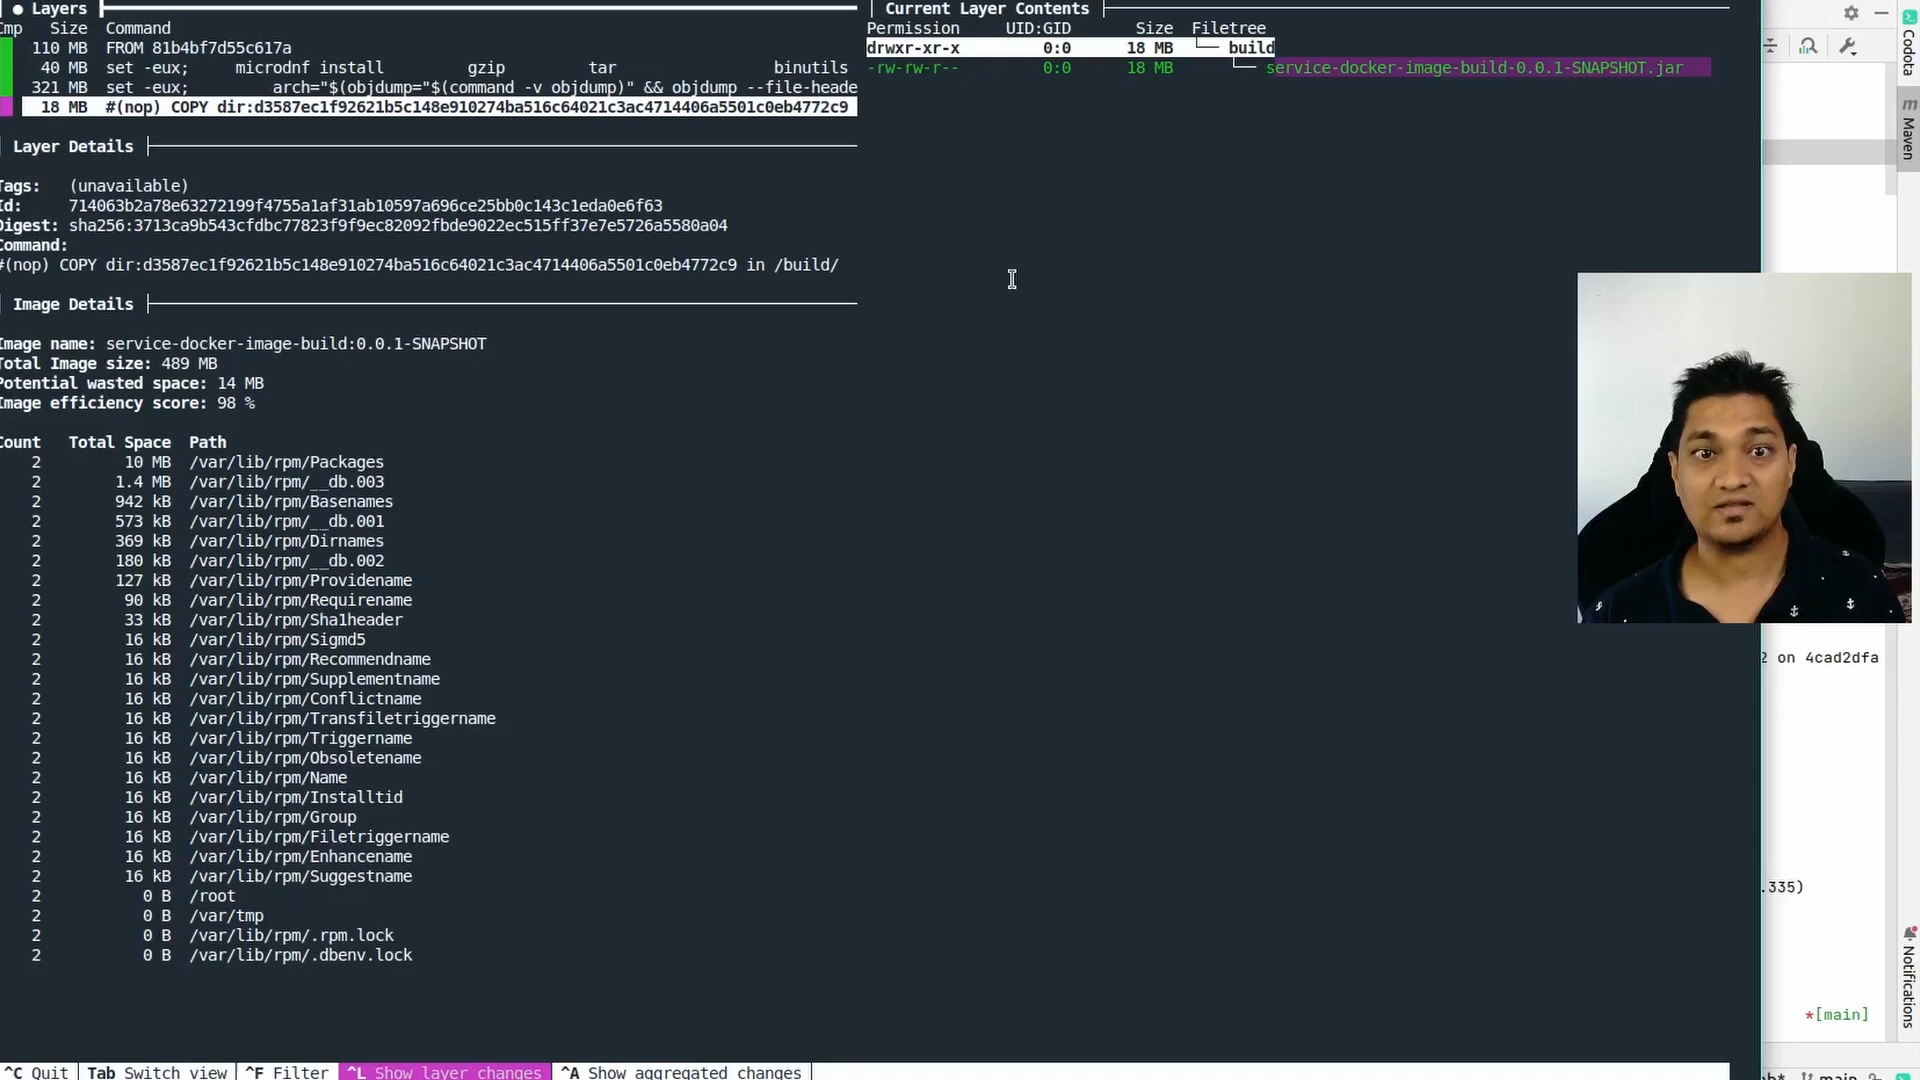 ● Layers
Cmp Size Command
110 MB FROM 81b4bf7d55c617a
40 MB set -eux; microdnf install gzip tar binutils
321 MB set -eux; arch="$(objdump="$(command -v objdump)" && objdump --file-heade
18 MB #(nop) COPY dir:d3587ec1f92621b5c148e910274ba516c64021c3ac4714406a5501c0eb4772c9
Layer Details
Tags: (unavailable)
Id: 714063b2a78e63272199f4755a1af31ab10597a696ce25bb0c143c1eda0e6f63
Digest: sha256:3713ca9b543cfdbc77823f9f9ec82092fbde9022ec515ff37e7e5726a5580a04
Command:
#(nop) COPY dir:d3587ec1f92621b5c148e910274ba516c64021c3ac4714406a5501c0eb4772c9 in /build/
Image Details
Image name: service-docker-image-build:0.0.1-SNAPSHOT
Total Image size: 489 MB
Potential wasted space: 14 MB
Image efficiency score: 98 %
Count Total Space Path
2 10 MB /var/lib/rpm/Packages
2 1.4 MB /var/lib/rpm/__db.003
2 942 kB /var/lib/rpm/Basenames
2 573 kB /var/lib/rpm/__db.001
2 369 kB /var/lib/rpm/Dirnames
2 180 kB /var/lib/rpm/__db.002
2 127 kB /var/lib/rpm/Providename
2 90 kB /var/lib/rpm/Requirename
2 33 kB /var/lib/rpm/Sha1header
2 16 kB /var/lib/rpm/Sigmd5
2 16 kB /var/lib/rpm/Recommendname
2 16 kB /var/lib/rpm/Supplementname
2 16 kB /var/lib/rpm/Conflictname
2 16 kB /var/lib/rpm/Transfiletriggername
2 16 kB /var/lib/rpm/Triggername
2 16 kB /var/lib/rpm/Obsoletename
2 16 kB /var/lib/rpm/Name
2 16 kB /var/lib/rpm/Installtid
2 16 kB /var/lib/rpm/Group
2 16 kB /var/lib/rpm/Filetriggername
2 16 kB /var/lib/rpm/Enhancename
2 16 kB /var/lib/rpm/Suggestname
2 0 B /root
2 0 B /var/tmp
2 0 B /var/lib/rpm/.rpm.lock
2 0 B /var/lib/rpm/.dbenv.lock
^C Quit Tab Switch view ^F Filter ^L Show layer changes ^A Show aggregated changes
Current Layer Contents
Permission UID:GID Size Filetree
drwxr-xr-x 0:0 18 MB └── build
-rw-rw-r-- 0:0 18 MB └── service-docker-image-build-0.0.1-SNAPSHOT.jar
Codota
m Maven
2 on 4cad2dfa
.335)
Notifications
*[main]
main